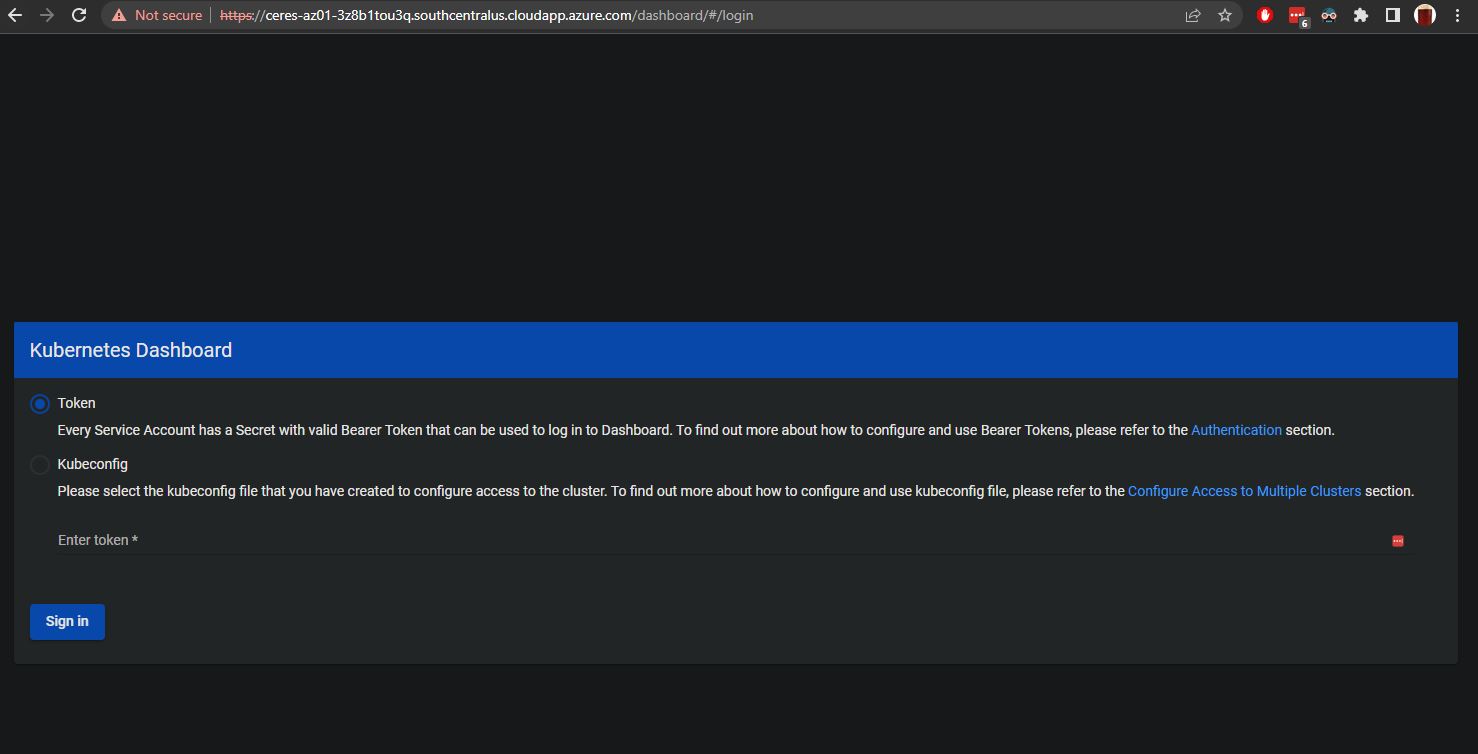 Not secure https://ceres-az01-3z8b1tou3q.southcentralus.cloudapp.azure.com/dashboard/#/login 6
Kubernetes Dashboard
Token
Every Service Account has a Secret with valid Bearer Token that can be used to log in to Dashboard. To find out more about how to configure and use Bearer Tokens, please refer to the Authentication section.
Kubeconfig
Please select the kubeconfig file that you have created to configure access to the cluster. To find out more about how to configure and use kubeconfig file, please refer to the Configure Access to Multiple Clusters section.
Enter token *
Sign in